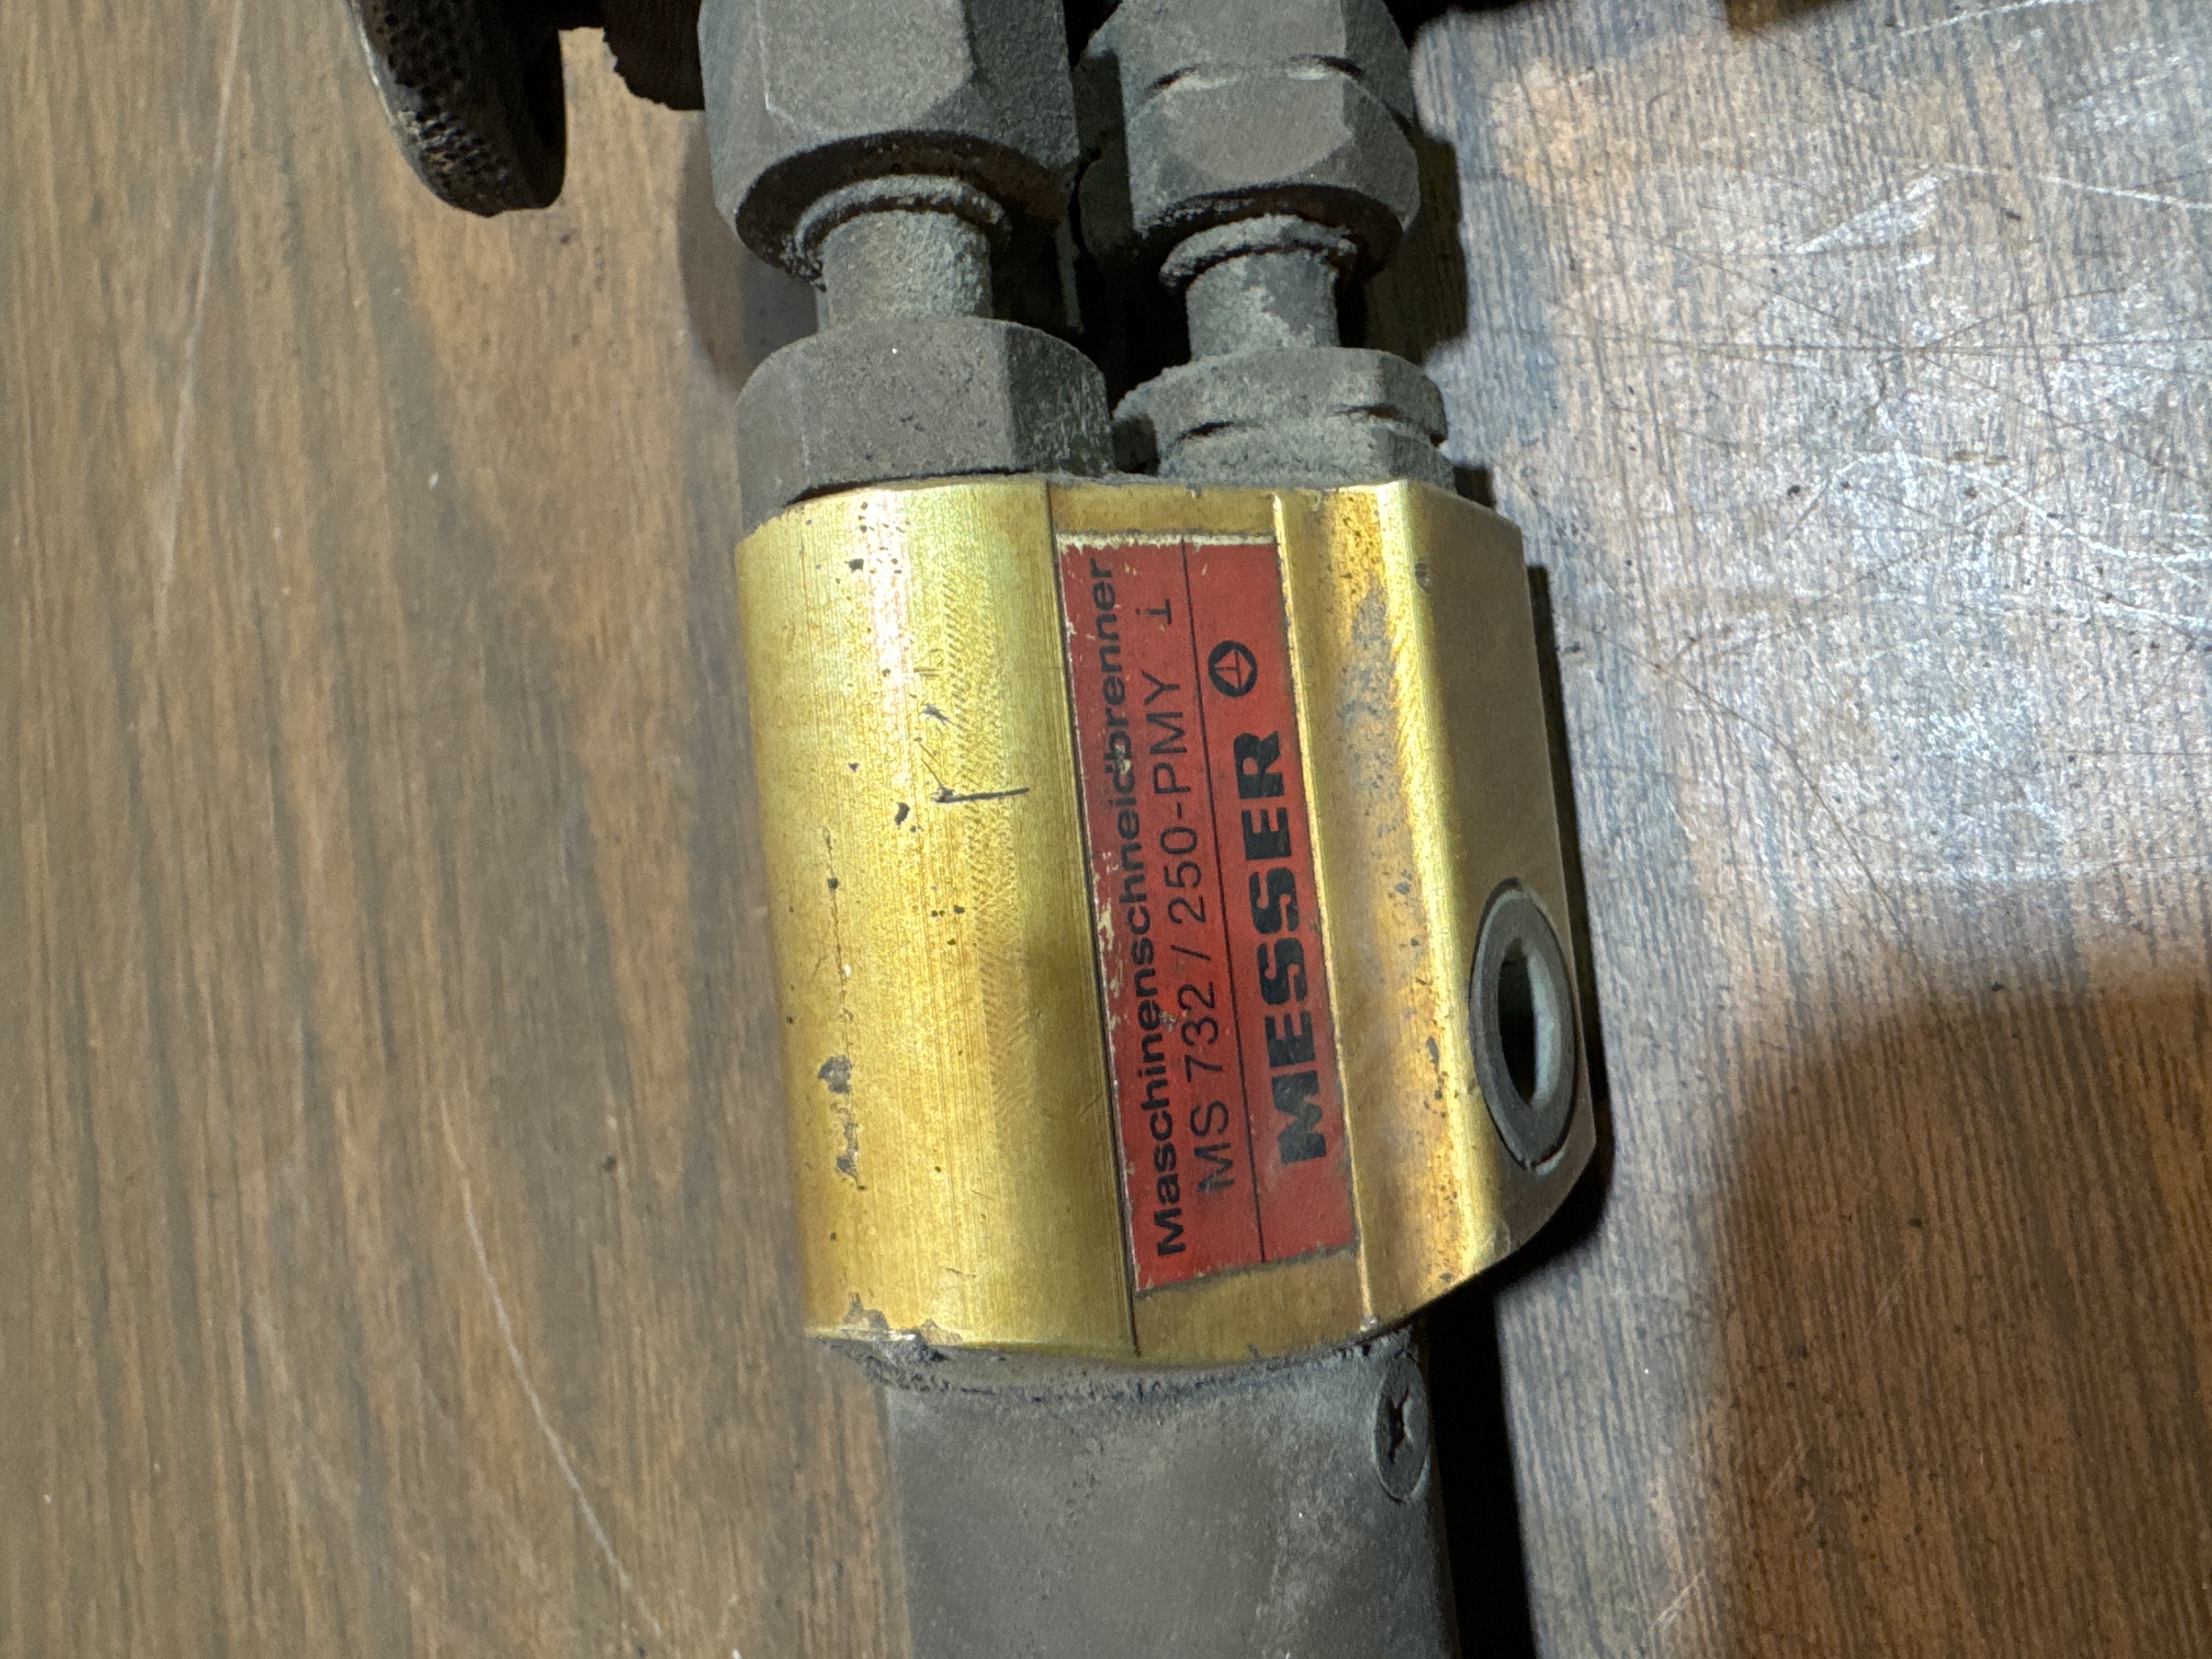 Maschinenschneidbrenner
MS 732 / 250-PMY i
MESSER